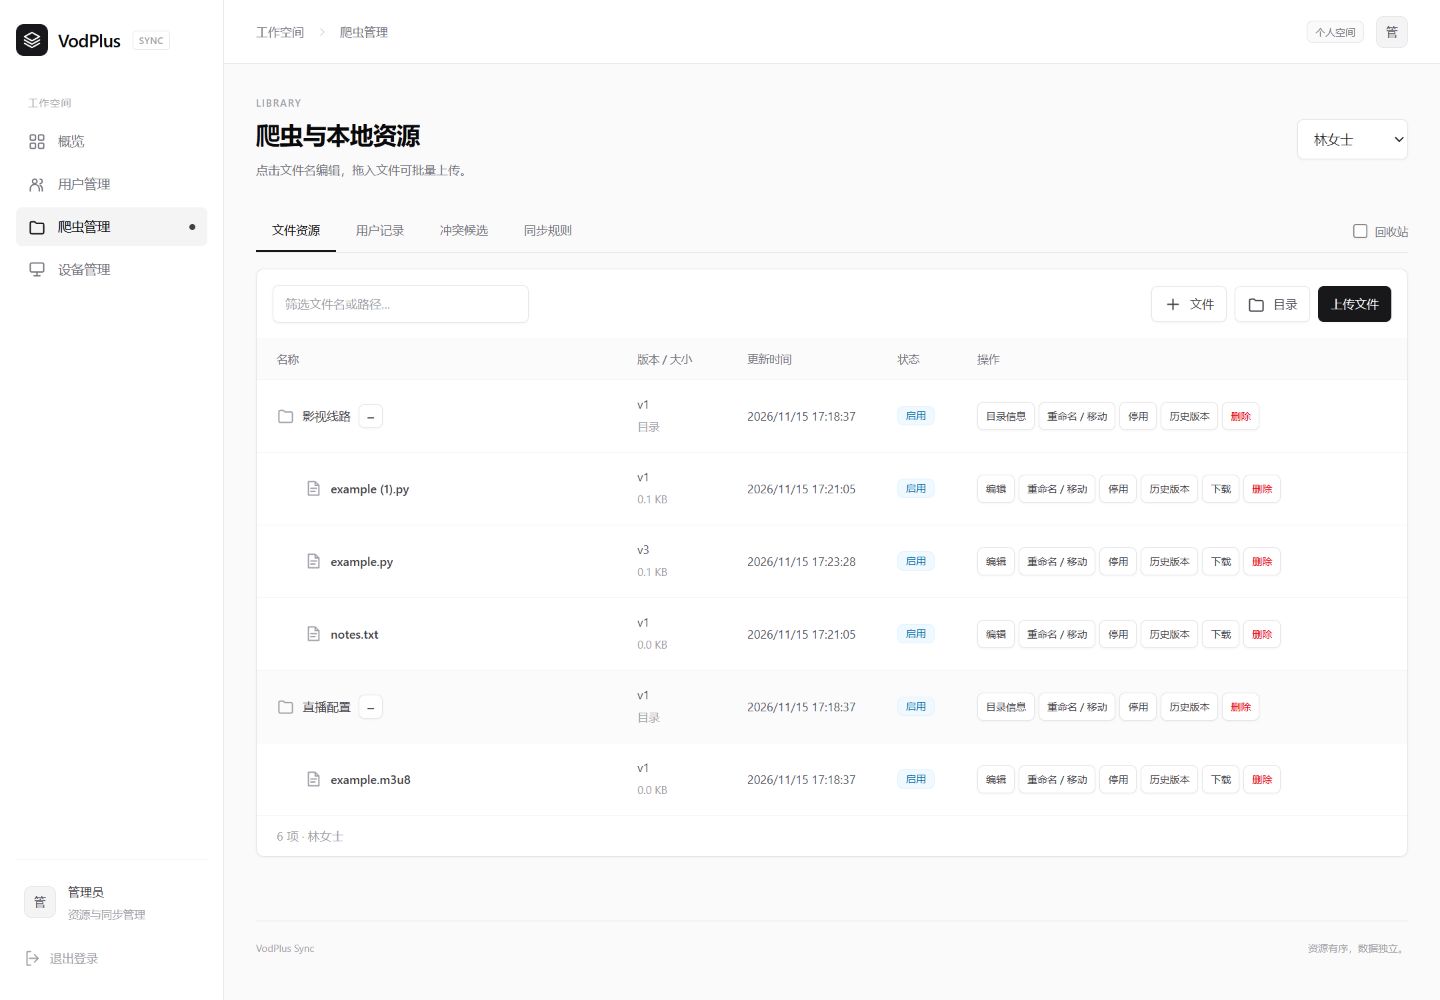 VodPlus SYNC
工作空间
概览
用户管理
爬虫管理
设备管理
管
管理员
资源与同步管理
退出登录
工作空间 爬虫管理
个人空间 管
LIBRARY
爬虫与本地资源
点击文件名编辑，拖入文件可批量上传。
林女士
文件资源 用户记录 冲突候选 同步规则
回收站
筛选文件名或路径...
文件 目录 上传文件
名称 版本 / 大小 更新时间 状态 操作
影视线路 – v1 目录 2026/11/15 17:18:37 启用 目录信息 重命名 / 移动 停用 历史版本 删除
example (1).py v1 0.1 KB 2026/11/15 17:21:05 启用 编辑 重命名 / 移动 停用 历史版本 下载 删除
example.py v3 0.1 KB 2026/11/15 17:23:28 启用 编辑 重命名 / 移动 停用 历史版本 下载 删除
notes.txt v1 0.0 KB 2026/11/15 17:21:05 启用 编辑 重命名 / 移动 停用 历史版本 下载 删除
直播配置 – v1 目录 2026/11/15 17:18:37 启用 目录信息 重命名 / 移动 停用 历史版本 删除
example.m3u8 v1 0.0 KB 2026/11/15 17:18:37 启用 编辑 重命名 / 移动 停用 历史版本 下载 删除
6 项 · 林女士
VodPlus Sync
资源有序，数据独立。